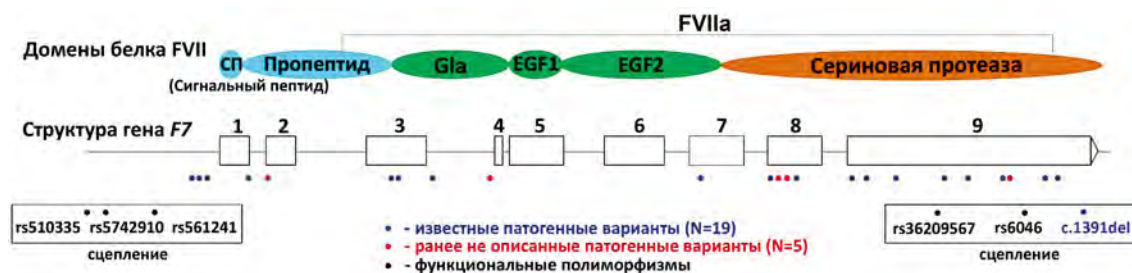 FVIIa
Домены белка FVII
СП Пропептид Gla EGF1 EGF2 Сериновая протеаза
(Сигнальный пептид)
Структура гена F7
1 2 3 4 5 6 7 8 9
rs510335 rs5742910 rs561241
сцепление
• - известные патогенные варианты (N=19)
• - ранее не описанные патогенные варианты (N=5)
• - функциональные полиморфизмы
rs36209567 rs6046 c.1391del
сцепление